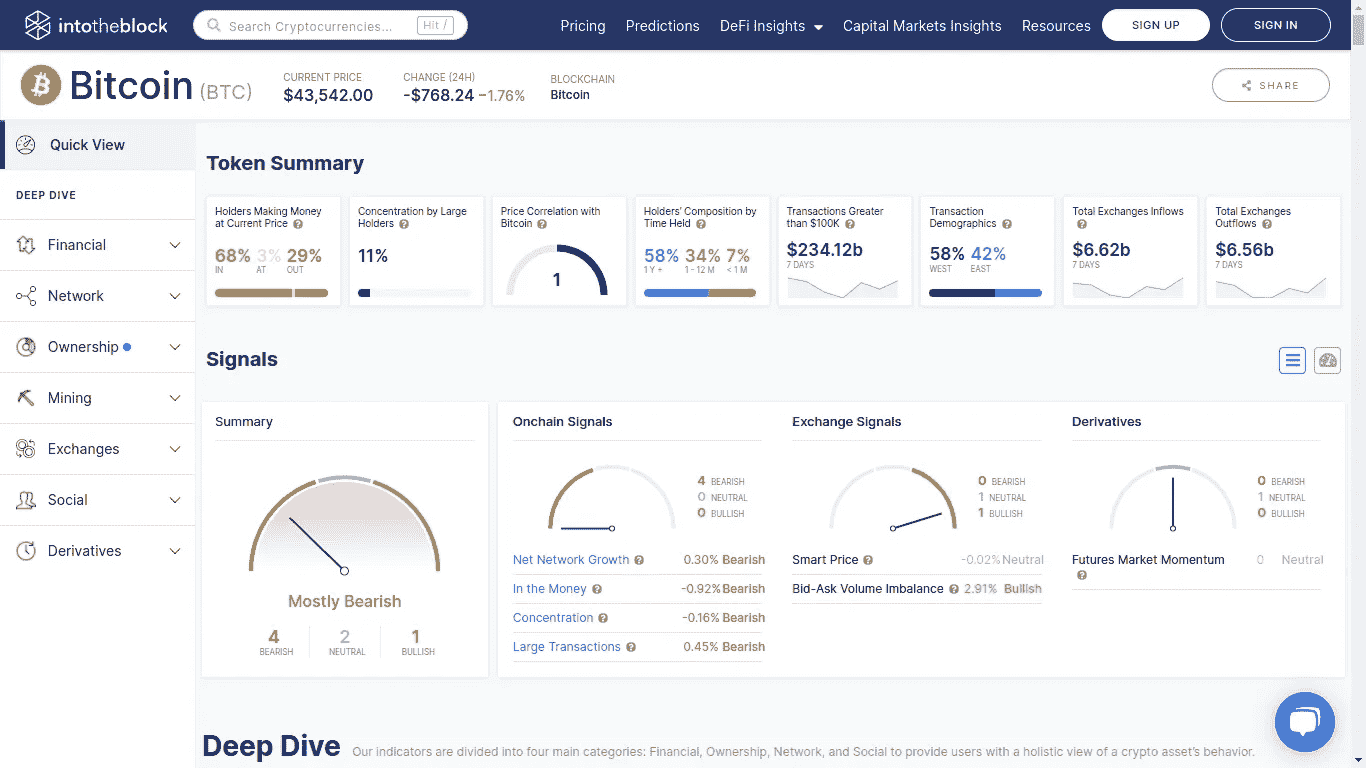 intotheblock
Search Cryptocurrencies... Hit /
Pricing Predictions DeFi Insights Capital Markets Insights Resources SIGN UP SIGN IN
Bitcoin (BTC)
CURRENT PRICE
$43,542.00
CHANGE (24H)
-$768.24 −1.76%
BLOCKCHAIN
Bitcoin
SHARE
Quick View
DEEP DIVE
Financial
Network
Ownership
Mining
Exchanges
Social
Derivatives
Token Summary
Holders Making Money
at Current Price ?
68% 3% 29%
IN AT OUT
Concentration by Large
Holders ?
11%
Price Correlation with
Bitcoin ?
1
Holders' Composition by
Time Held ?
58% 34% 7%
1 Y + 1 - 12 M < 1 M
Transactions Greater
than $100K ?
$234.12b
7 DAYS
Transaction
Demographics ?
58% 42%
WEST EAST
Total Exchanges Inflows
?
$6.62b
7 DAYS
Total Exchanges
Outflows ?
$6.56b
7 DAYS
Signals
Summary
Mostly Bearish
4 2 1
BEARISH NEUTRAL BULLISH
Onchain Signals
4 BEARISH
0 NEUTRAL
0 BULLISH
Net Network Growth ? 0.30% Bearish
In the Money ? -0.92% Bearish
Concentration ? -0.16% Bearish
Large Transactions ? 0.45% Bearish
Exchange Signals
0 BEARISH
1 NEUTRAL
1 BULLISH
Smart Price ? -0.02% Neutral
Bid-Ask Volume Imbalance ? 2.91% Bullish
Derivatives
0 BEARISH
1 NEUTRAL
0 BULLISH
Futures Market Momentum 0 Neutral
?
Deep Dive Our indicators are divided into four main categories: Financial, Ownership, Network, and Social to provide users with a holistic view of a crypto asset's behavior.